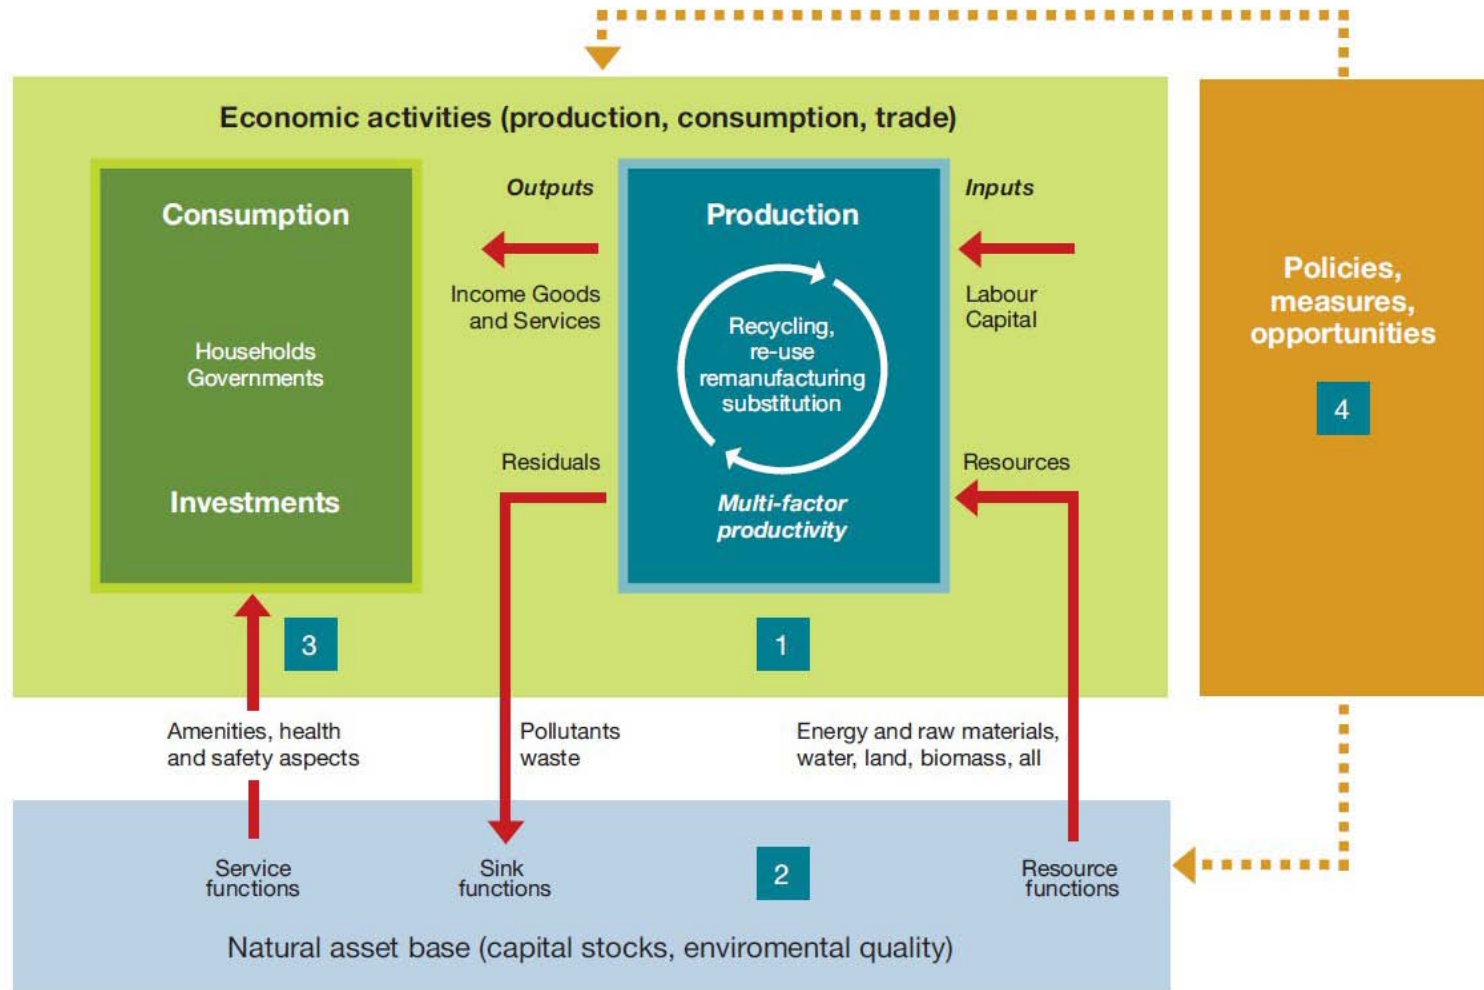 Economic activities (production, consumption, trade)
Consumption
Households
Governments
Investments
3
Outputs
Income Goods
and Services
Residuals
Production
Recycling,
re-use
remanufacturing
substitution
Multi-factor
productivity
1
Inputs
Labour
Capital
Resources
Policies,
measures,
opportunities
4
Amenities, health
and safety aspects
Pollutants
waste
Energy and raw materials,
water, land, biomass, all
Service
functions
Sink
functions
2
Resource
functions
Natural asset base (capital stocks, enviromental quality)